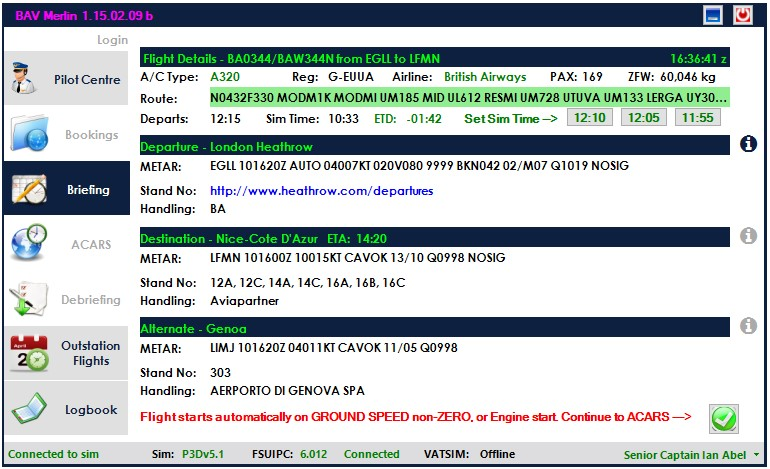 BAV Merlin 1.15.02.09 b
Login
Pilot Centre
Bookings
Briefing
ACARS
Debriefing
April
2
Outstation
Flights
Logbook
Flight Details - BA0344/BAW344N from EGLL to LFMN 16:36:41 z
A/C Type: A320 Reg: G-EUUA Airline: British Airways PAX: 169 ZFW: 60,046 kg
Route: N0432F330 MODM1K MODMI UM185 MID UL612 RESMI UM728 UTUVA UM133 LERGA UY30...
Departs: 12:15 Sim Time: 10:33 ETD: -01:42 Set Sim Time --> 12:10 12:05 11:55
Departure - London Heathrow
METAR: EGLL 101620Z AUTO 04007KT 020V080 9999 BKN042 02/M07 Q1019 NOSIG
Stand No: http://www.heathrow.com/departures
Handling: BA
Destination - Nice-Cote D'Azur ETA: 14:20
METAR: LFMN 101600Z 10015KT CAVOK 13/10 Q0998 NOSIG
Stand No: 12A, 12C, 14A, 14C, 16A, 16B, 16C
Handling: Aviapartner
Alternate - Genoa
METAR: LIMJ 101620Z 04011KT CAVOK 11/05 Q0998
Stand No: 303
Handling: AERPORTO DI GENOVA SPA
Flight starts automatically on GROUND SPEED non-ZERO, or Engine start. Continue to ACARS --->
Connected to sim Sim: P3Dv5.1 FSUIPC: 6.012 Connected VATSIM: Offline Senior Captain Ian Abel